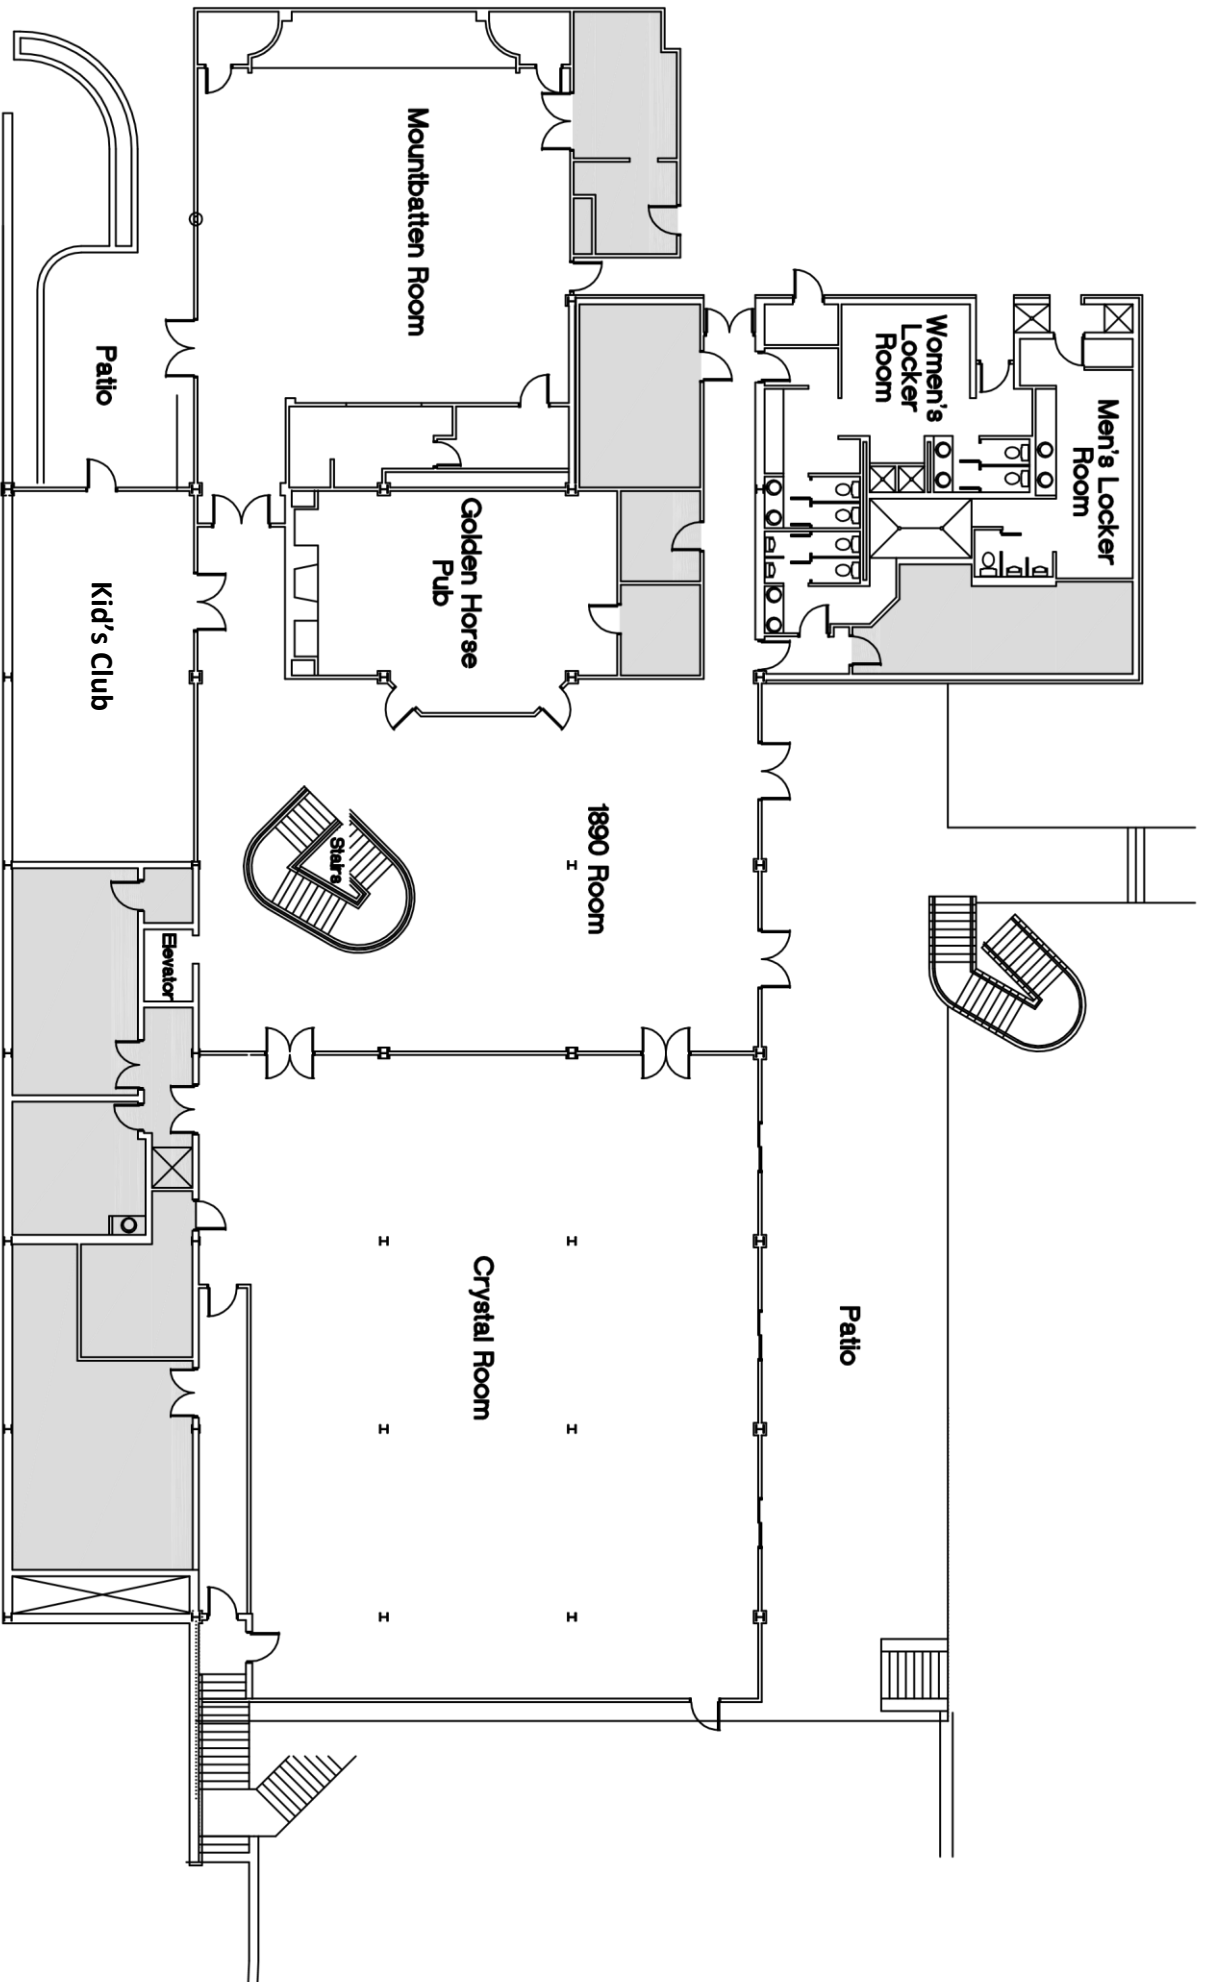 Mountbatten Room
Patio
Women's
Locker
Room
Men's Locker
Room
Golden Horse
Pub
Kid's Club
1890 Room
Stairs
Elevator
Crystal Room
Patio